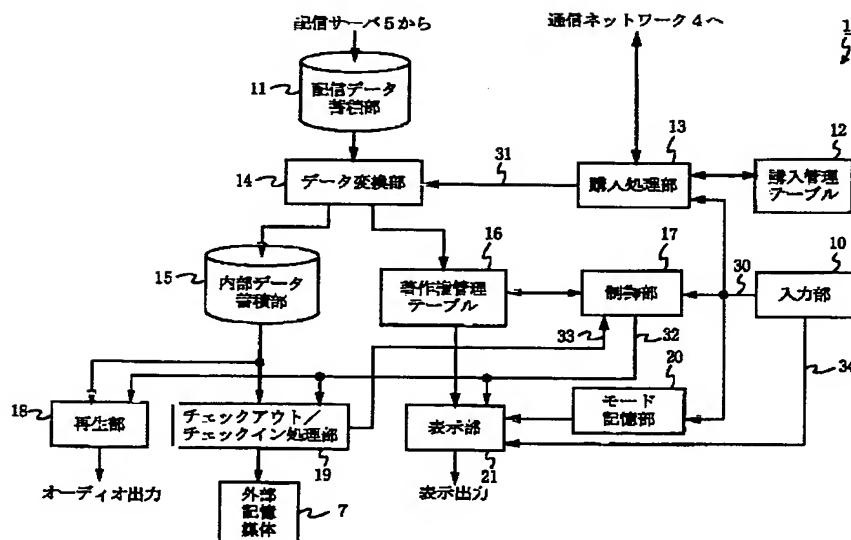 配信サーバ5から
通信ネットワーク4へ
1
11
配信データ
蓄積部
13
12
14
データ変換部
31
購入処理部
購入管理
テーブル
16
17
10
15
内部データ
蓄積部
著作権管理
テーブル
制御部
30
入力部
33
32
20
34
18
再生部
チェックアウト/
チェックイン処理部
表示部
モード
記憶部
19
21
オーディオ出力
外部
記憶
媒体
7
表示出力